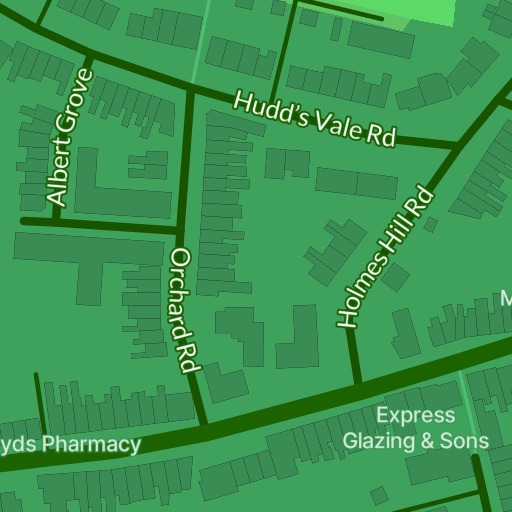 Hudd's Vale Rd
Albert Grove
Holmes Hill Rd
Orchard Rd
M
Express
Glazing & Sons
yds Pharmacy